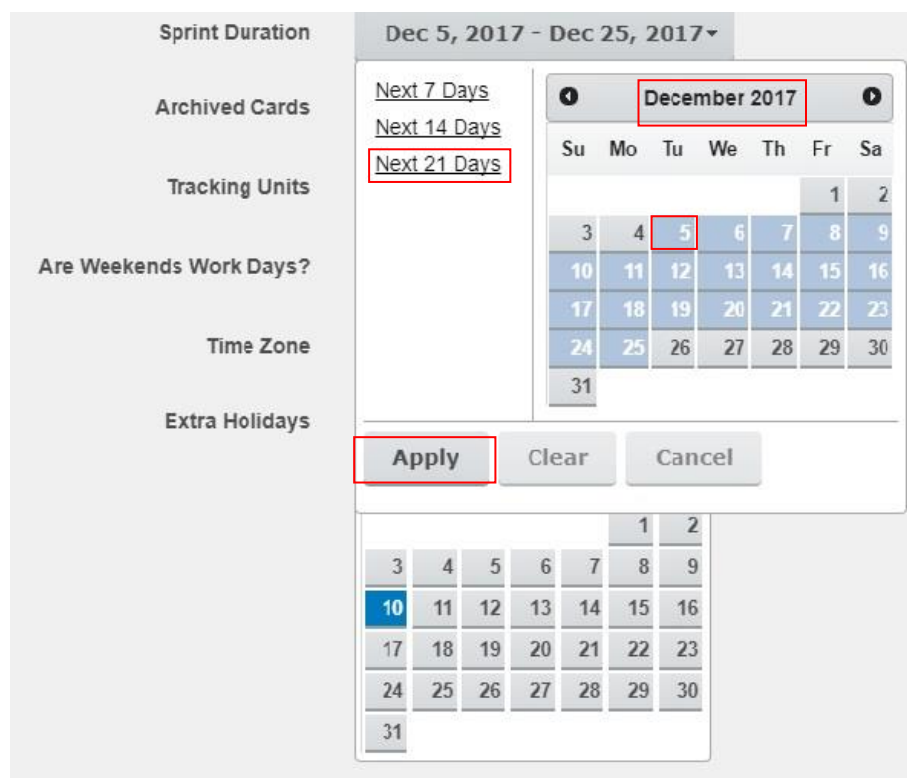 Sprint Duration
Dec 5, 2017 - Dec 25, 2017
Archived Cards
Tracking Units
Are Weekends Work Days?
Time Zone
Extra Holidays
Next 7 Days
Next 14 Days
Next 21 Days
December 2017
Su Mo Tu We Th Fr Sa
1 2
3 4 5 6 7 8 9
10 11 12 13 14 15 16
17 18 19 20 21 22 23
24 25 26 27 28 29 30
31
Apply Clear Cancel
1 2
3 4 5 6 7 8 9
10 11 12 13 14 15 16
17 18 19 20 21 22 23
24 25 26 27 28 29 30
31